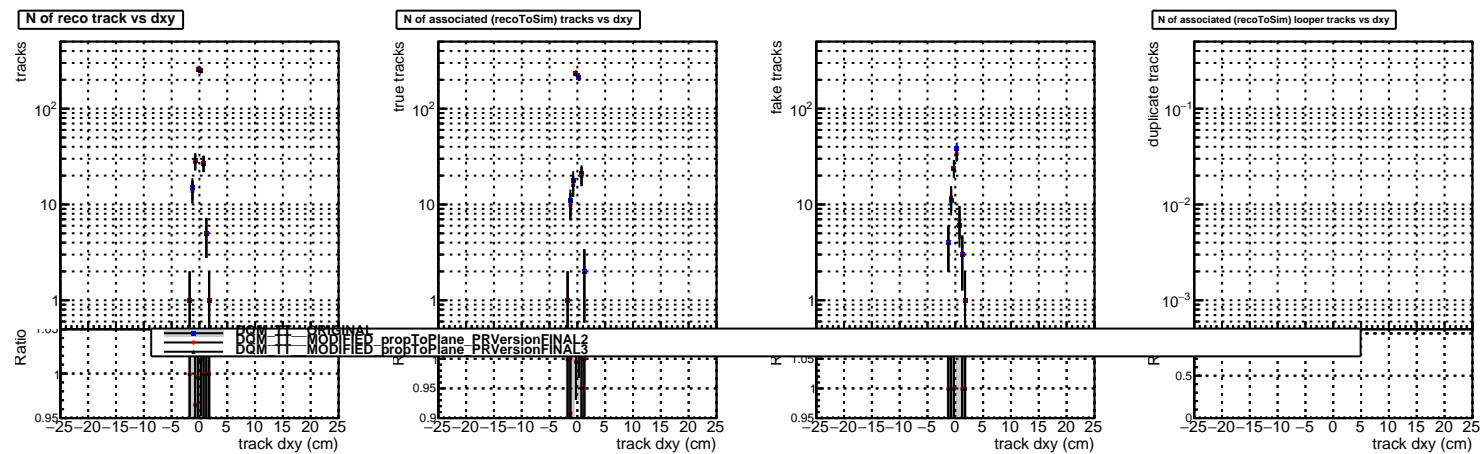 N of reco track vs dxy
tracks
10²
10
1
1.05
Ratio
1
0.95
−25 −20 −15 −10 −5 0 5 10 15 20 25
track dxy (cm)
N of associated (recoToSim) tracks vs dxy
true tracks
10²
10
1
0.95
0.9
−25 −20 −15 −10 −5 0 5 10 15 20 25
track dxy (cm)
fake tracks
10²
10
1
1.05
1
0.95
−25 −20 −15 −10 −5 0 5 10 15 20 25
track dxy (cm)
N of associated (recoToSim) looper tracks vs dxy
duplicate tracks
10⁻¹
10⁻²
10⁻³
0.5
0
−25 −20 −15 −10 −5 0 5 10 15 20 25
track dxy (cm)
DQM_TT__ORIGINAL
DQM_TT__MODIFIED_propToPlane_PRVersionFINAL2
DQM_TT__MODIFIED_propToPlane_PRVersionFINAL3